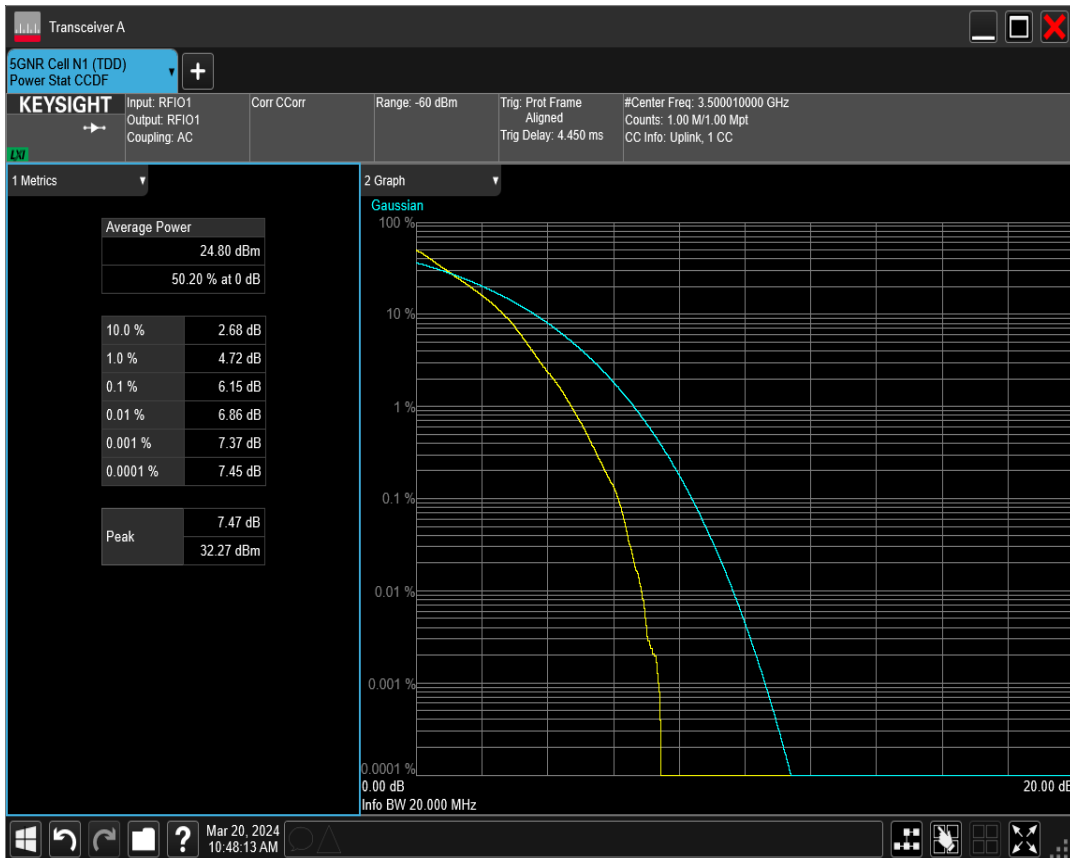 Transceiver A
5GNR Cell N1 (TDD)
Power Stat CCDF
KEYSIGHT
LXI
Input: RFIO1
Output: RFIO1
Coupling: AC
Corr CCorr
Range: -60 dBm
Trig: Prot Frame
Aligned
Trig Delay: 4.450 ms
#Center Freq: 3.500010000 GHz
Counts: 1.00 M/1.00 Mpt
CC Info: Uplink, 1 CC
1 Metrics
Average Power
24.80 dBm
50.20 % at 0 dB
10.0 % 2.68 dB
1.0 % 4.72 dB
0.1 % 6.15 dB
0.01 % 6.86 dB
0.001 % 7.37 dB
0.0001 % 7.45 dB
Peak 7.47 dB
32.27 dBm
2 Graph
Gaussian
100 %
10 %
1 %
0.1 %
0.01 %
0.001 %
0.0001 %
0.00 dB 20.00 dB
Info BW 20.000 MHz
Mar 20, 2024
10:48:13 AM